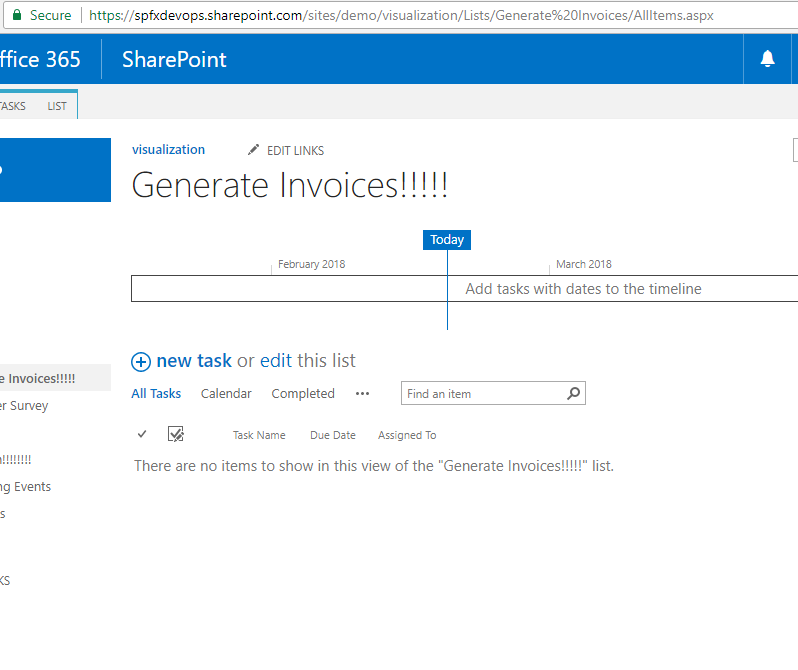 Secure https://spfxdevops.sharepoint.com/sites/demo/visualization/Lists/Generate%20Invoices/AllItems.aspx
ffice 365 SharePoint
TASKS LIST
visualization EDIT LINKS
Generate Invoices!!!!!
Today
February 2018 March 2018
Add tasks with dates to the timeline
new task or edit this list
All Tasks Calendar Completed ••• Find an item
Task Name Due Date Assigned To
There are no items to show in this view of the "Generate Invoices!!!!!" list.
e Invoices!!!!!
er Survey
!!!!!!!!
ng Events
s
KS